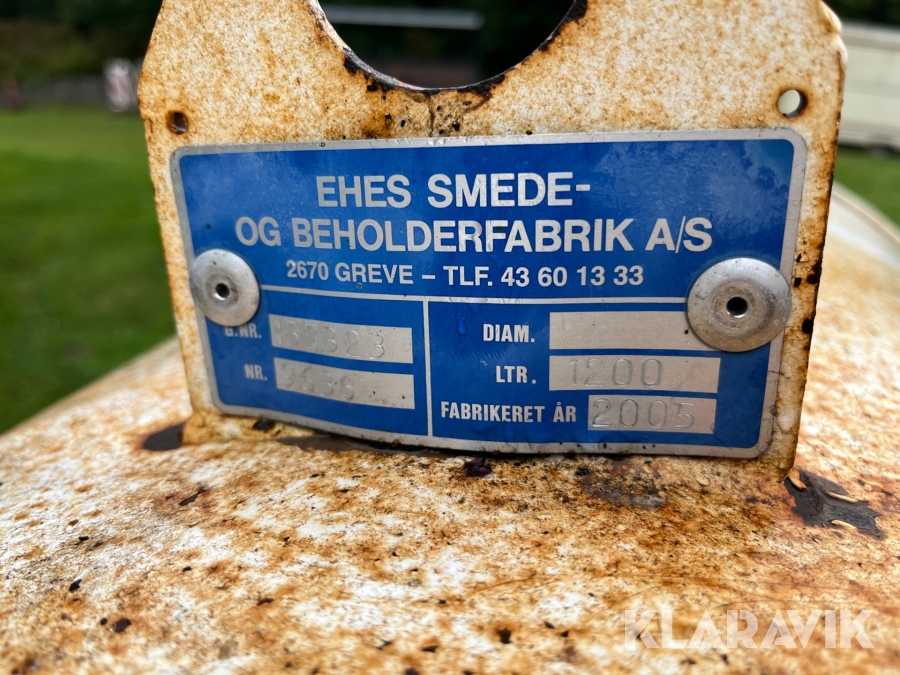 EHES SMEDE-
OG BEHOLDERFABRIK A/S
2670 GREVE – TLF. 43 60 13 33
G.NR.
NR.
DIAM.
LTR. 1200
FABRIKERET ÅR 2005
KLARAVIK